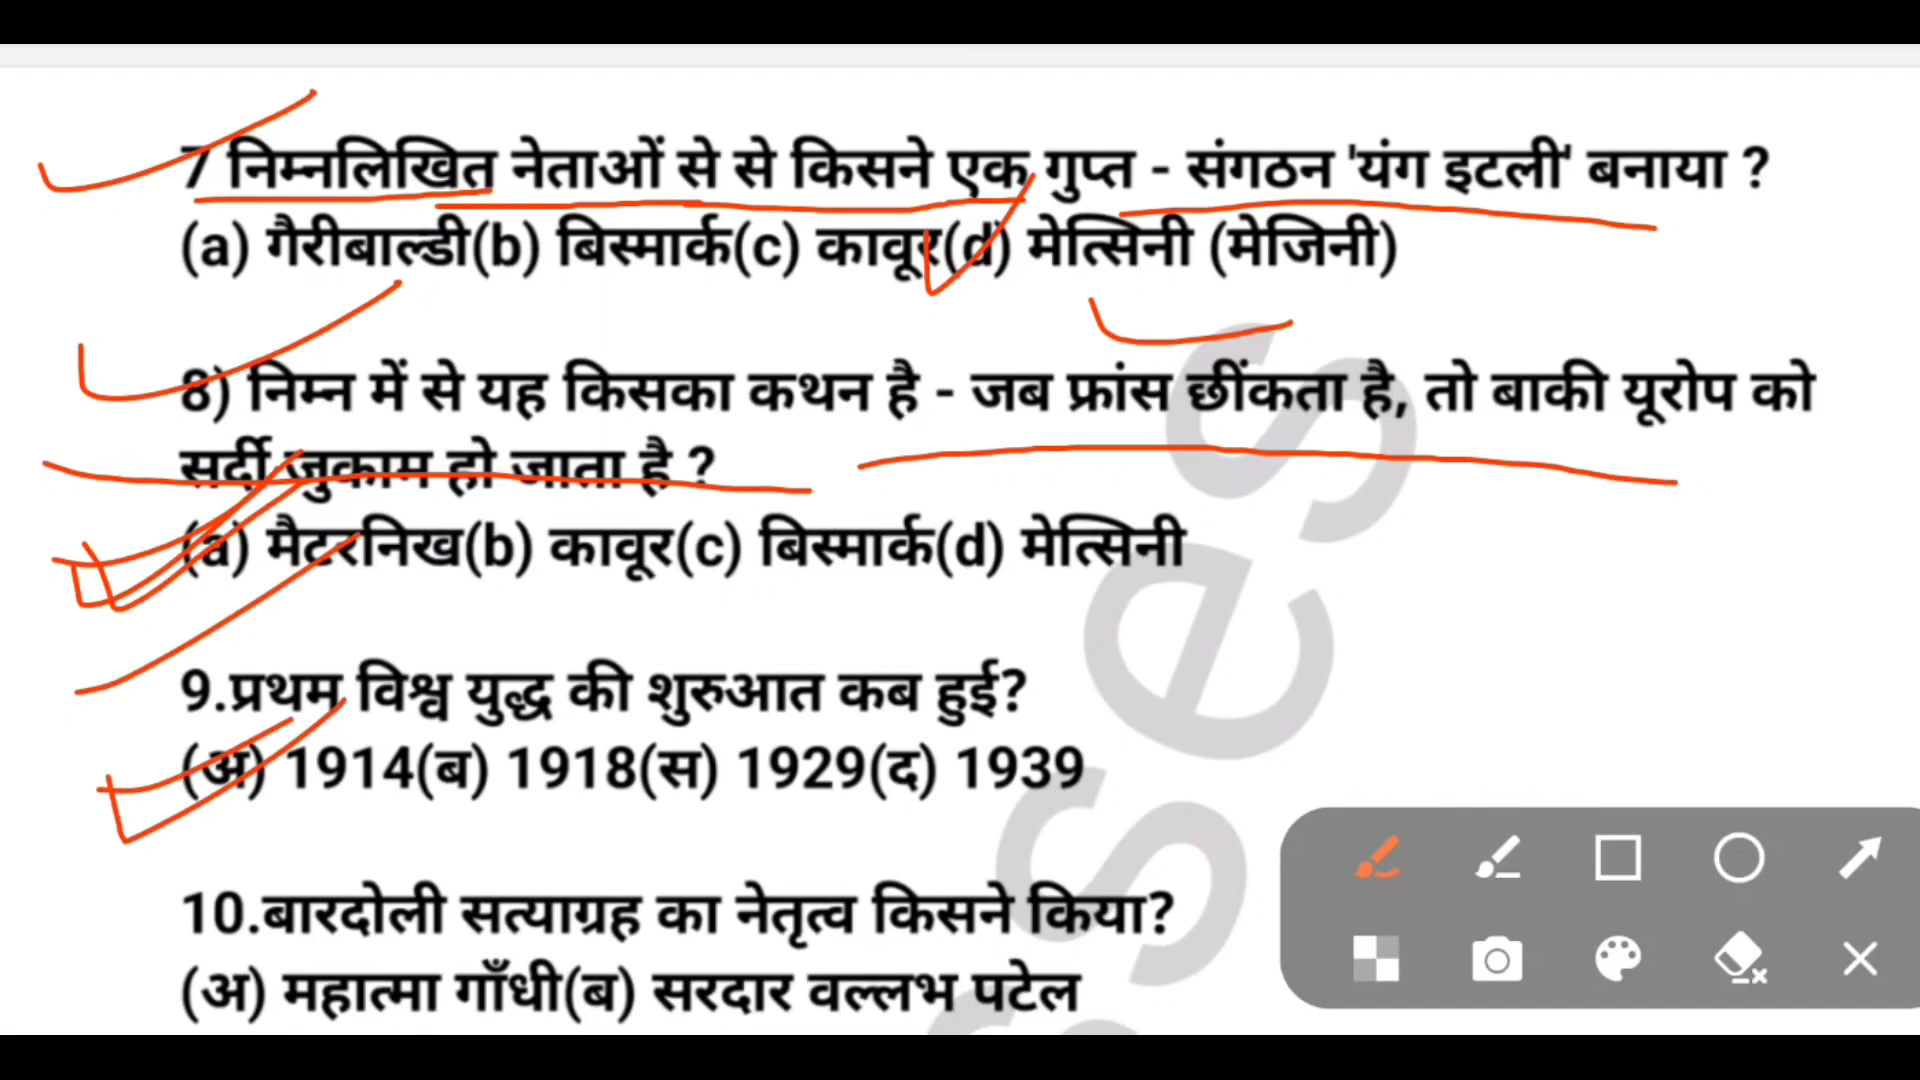 7 निम्नलिखित नेताओं से से किसने एक गुप्त - संगठन 'यंग इटली' बनाया ?
(a) गैरीबाल्डी(b) बिस्मार्क(c) कावूर(d) मेत्सिनी (मेजिनी)
8) निम्न में से यह किसका कथन है - जब फ्रांस छींकता है, तो बाकी यूरोप को
सर्दी जुकाम हो जाता है ?
(a) मैटरनिख(b) कावूर(c) बिस्मार्क(d) मेत्सिनी
9.प्रथम विश्व युद्ध की शुरुआत कब हुई?
(अ) 1914(ब) 1918(स) 1929(द) 1939
10.बारदोली सत्याग्रह का नेतृत्व किसने किया?
(अ) महात्मा गाँधी(ब) सरदार वल्लभ पटेल